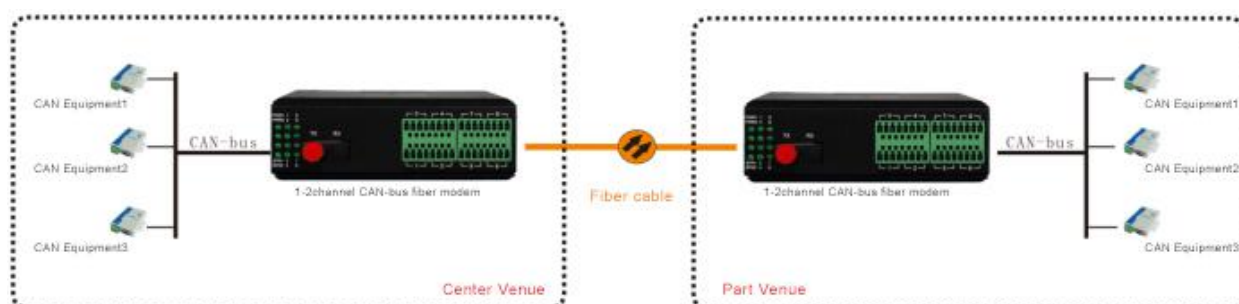 CAN Equipment1
CAN Equipment2
CAN Equipment3
CAN-bus
1-2channel CAN-bus fiber modem
Center Venue
Fiber cable
1-2channel CAN-bus fiber modem
CAN-bus
CAN Equipment1
CAN Equipment2
CAN Equipment3
Part Venue